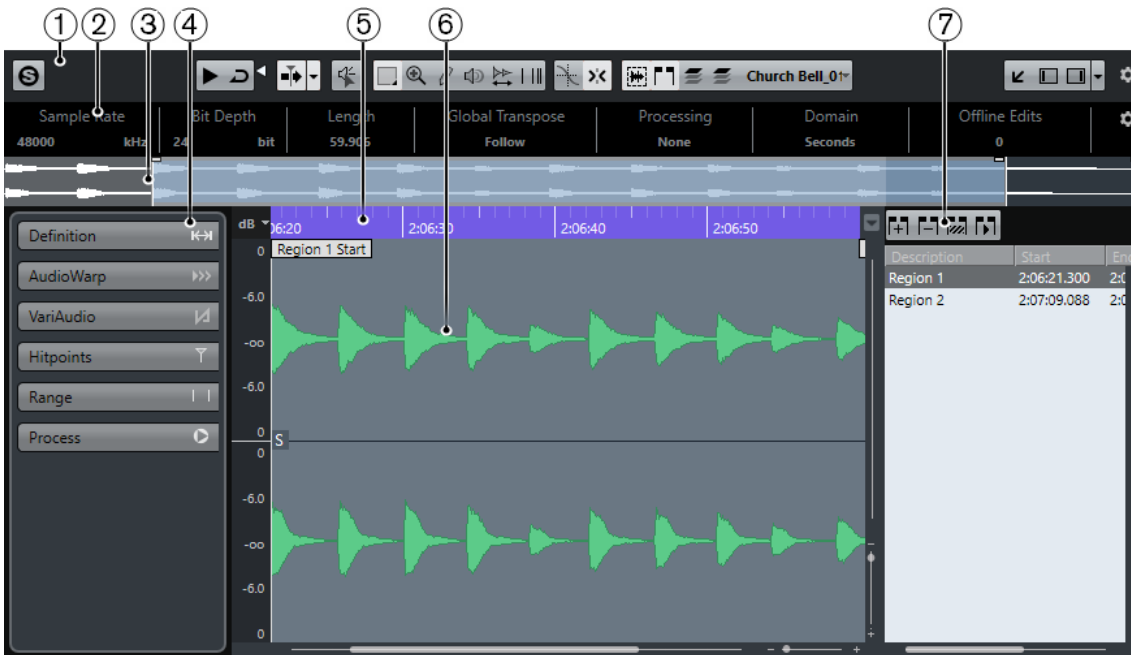 1 2 3 4 5 6 7
S Church Bell_01
Sample Rate Bit Depth Length Global Transpose Processing Domain Offline Edits
48000 kHz 24 bit 59.906 Follow None Seconds 0
Definition
AudioWarp
VariAudio
Hitpoints
Range
Process
dB 06:20 2:06:30 2:06:40 2:06:50
Region 1 Start
0
-6.0
-oo
-6.0
0
S
0
-6.0
-oo
-6.0
0
Description Start
Region 1 2:06:21.300
Region 2 2:07:09.088